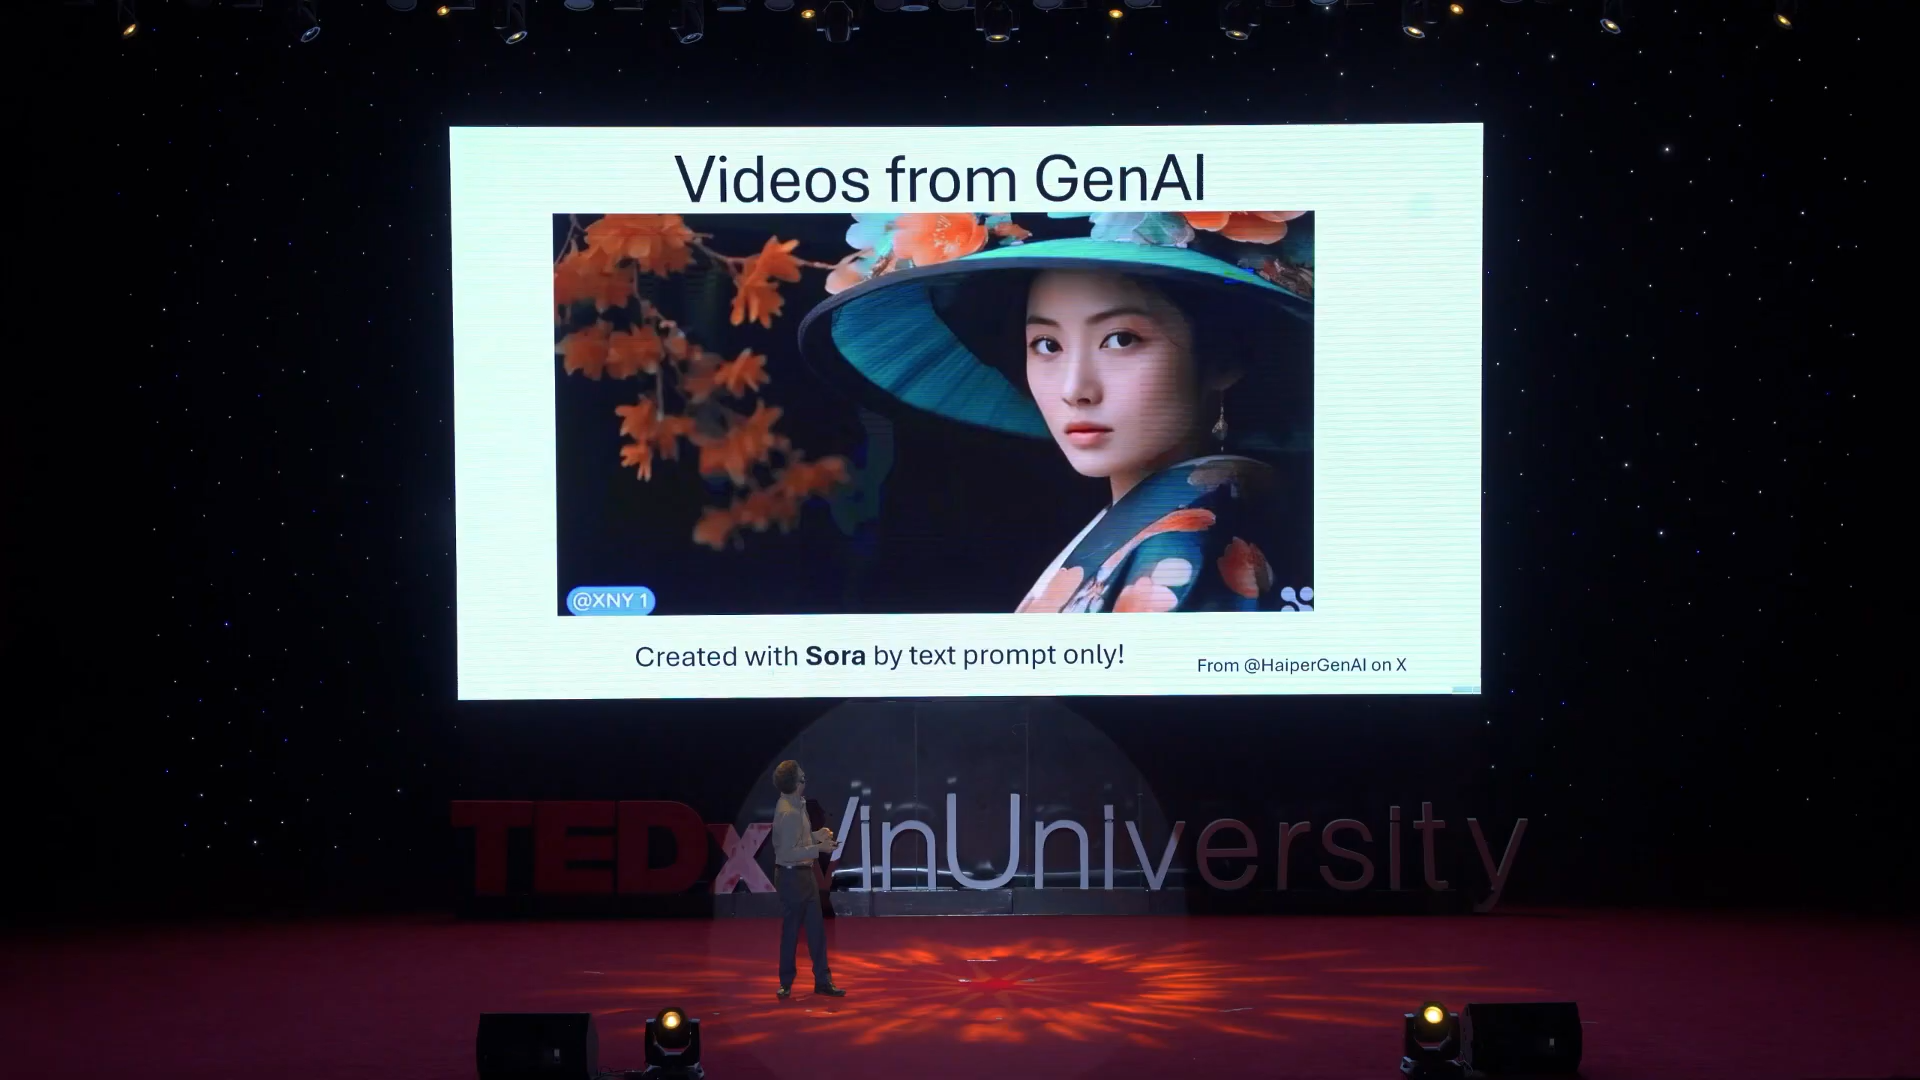 Videos from GenAI
@XNY 1
Created with Sora by text prompt only!
From @HaiperGenAI on X
TEDxVinUniversity